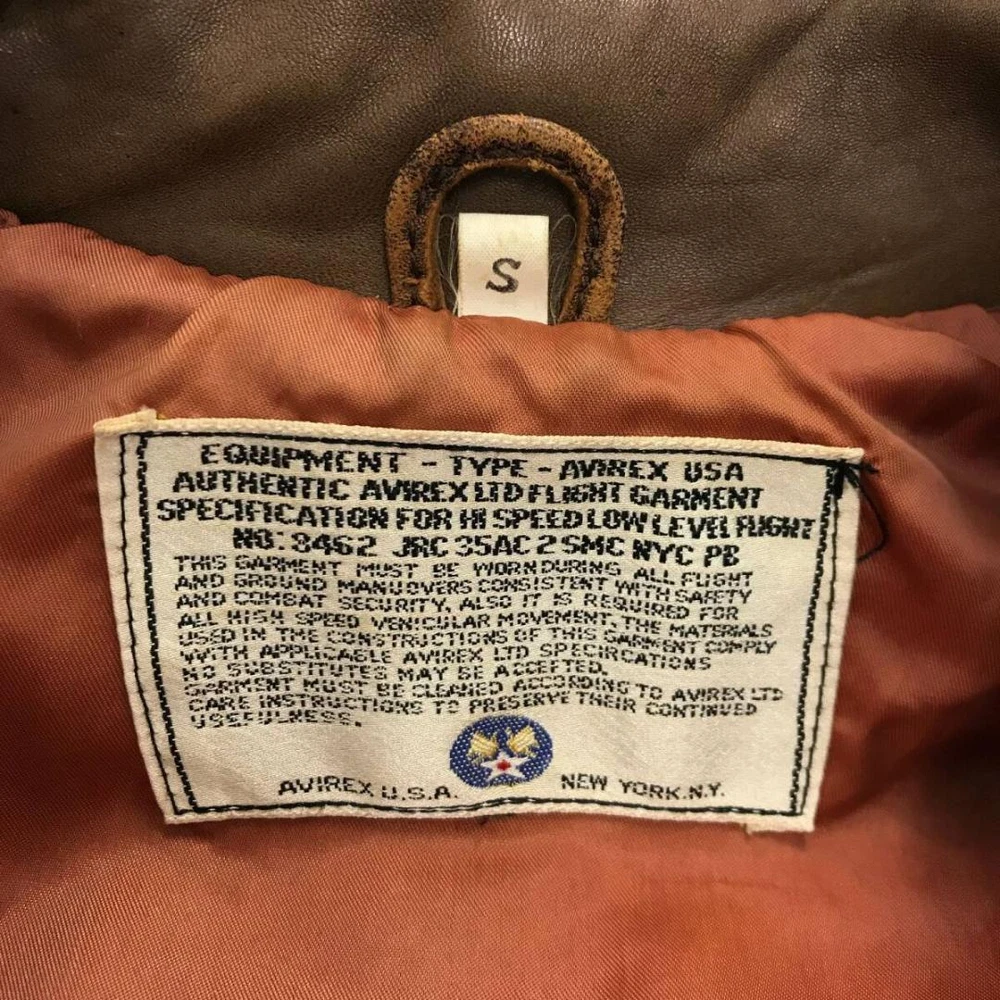 S
EQUIPMENT - TYPE - AVIREX USA
AUTHENTIC AVIREX LTD FLIGHT GARMENT
SPECIFICATION FOR HI SPEED LOW LEVEL FLIGHT
NO: 3462 JRC 35AC 2 SMC NYC PB
THIS GARMENT MUST BE WORN DURING ALL FLIGHT
AND GROUND MANUOVERS CONSISTENT WITH SAFETY
AND COMBAT SECURITY, ALSO IT IS REQUIRED FOR
ALL HIGH SPEED VEHICULAR MOVEMENT, THE MATERIALS
USED IN THE CONSTRUCTIONS OF THIS GARMENT COMPLY
WITH APPLICABLE AVIREX LTD SPECIFICATIONS
NO SUBSTITUTES MAY BE ACCEPTED.
GARMENT MUST BE CLEANED ACCORDING TO AVIREX LTD
CARE INSTRUCTIONS TO PRESERVE THEIR CONTINUED
USEFULNESS.
AVIREX U.S.A. NEW YORK.N.Y.